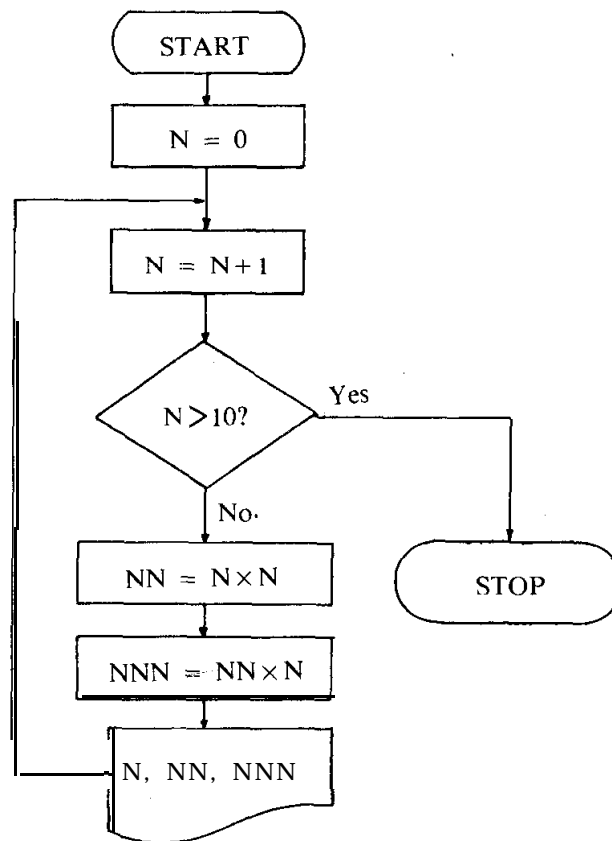 START
N = 0
N = N+1
N>10?
Yes
No.
NN = N×N
STOP
NNN = NN×N
N, NN, NNN